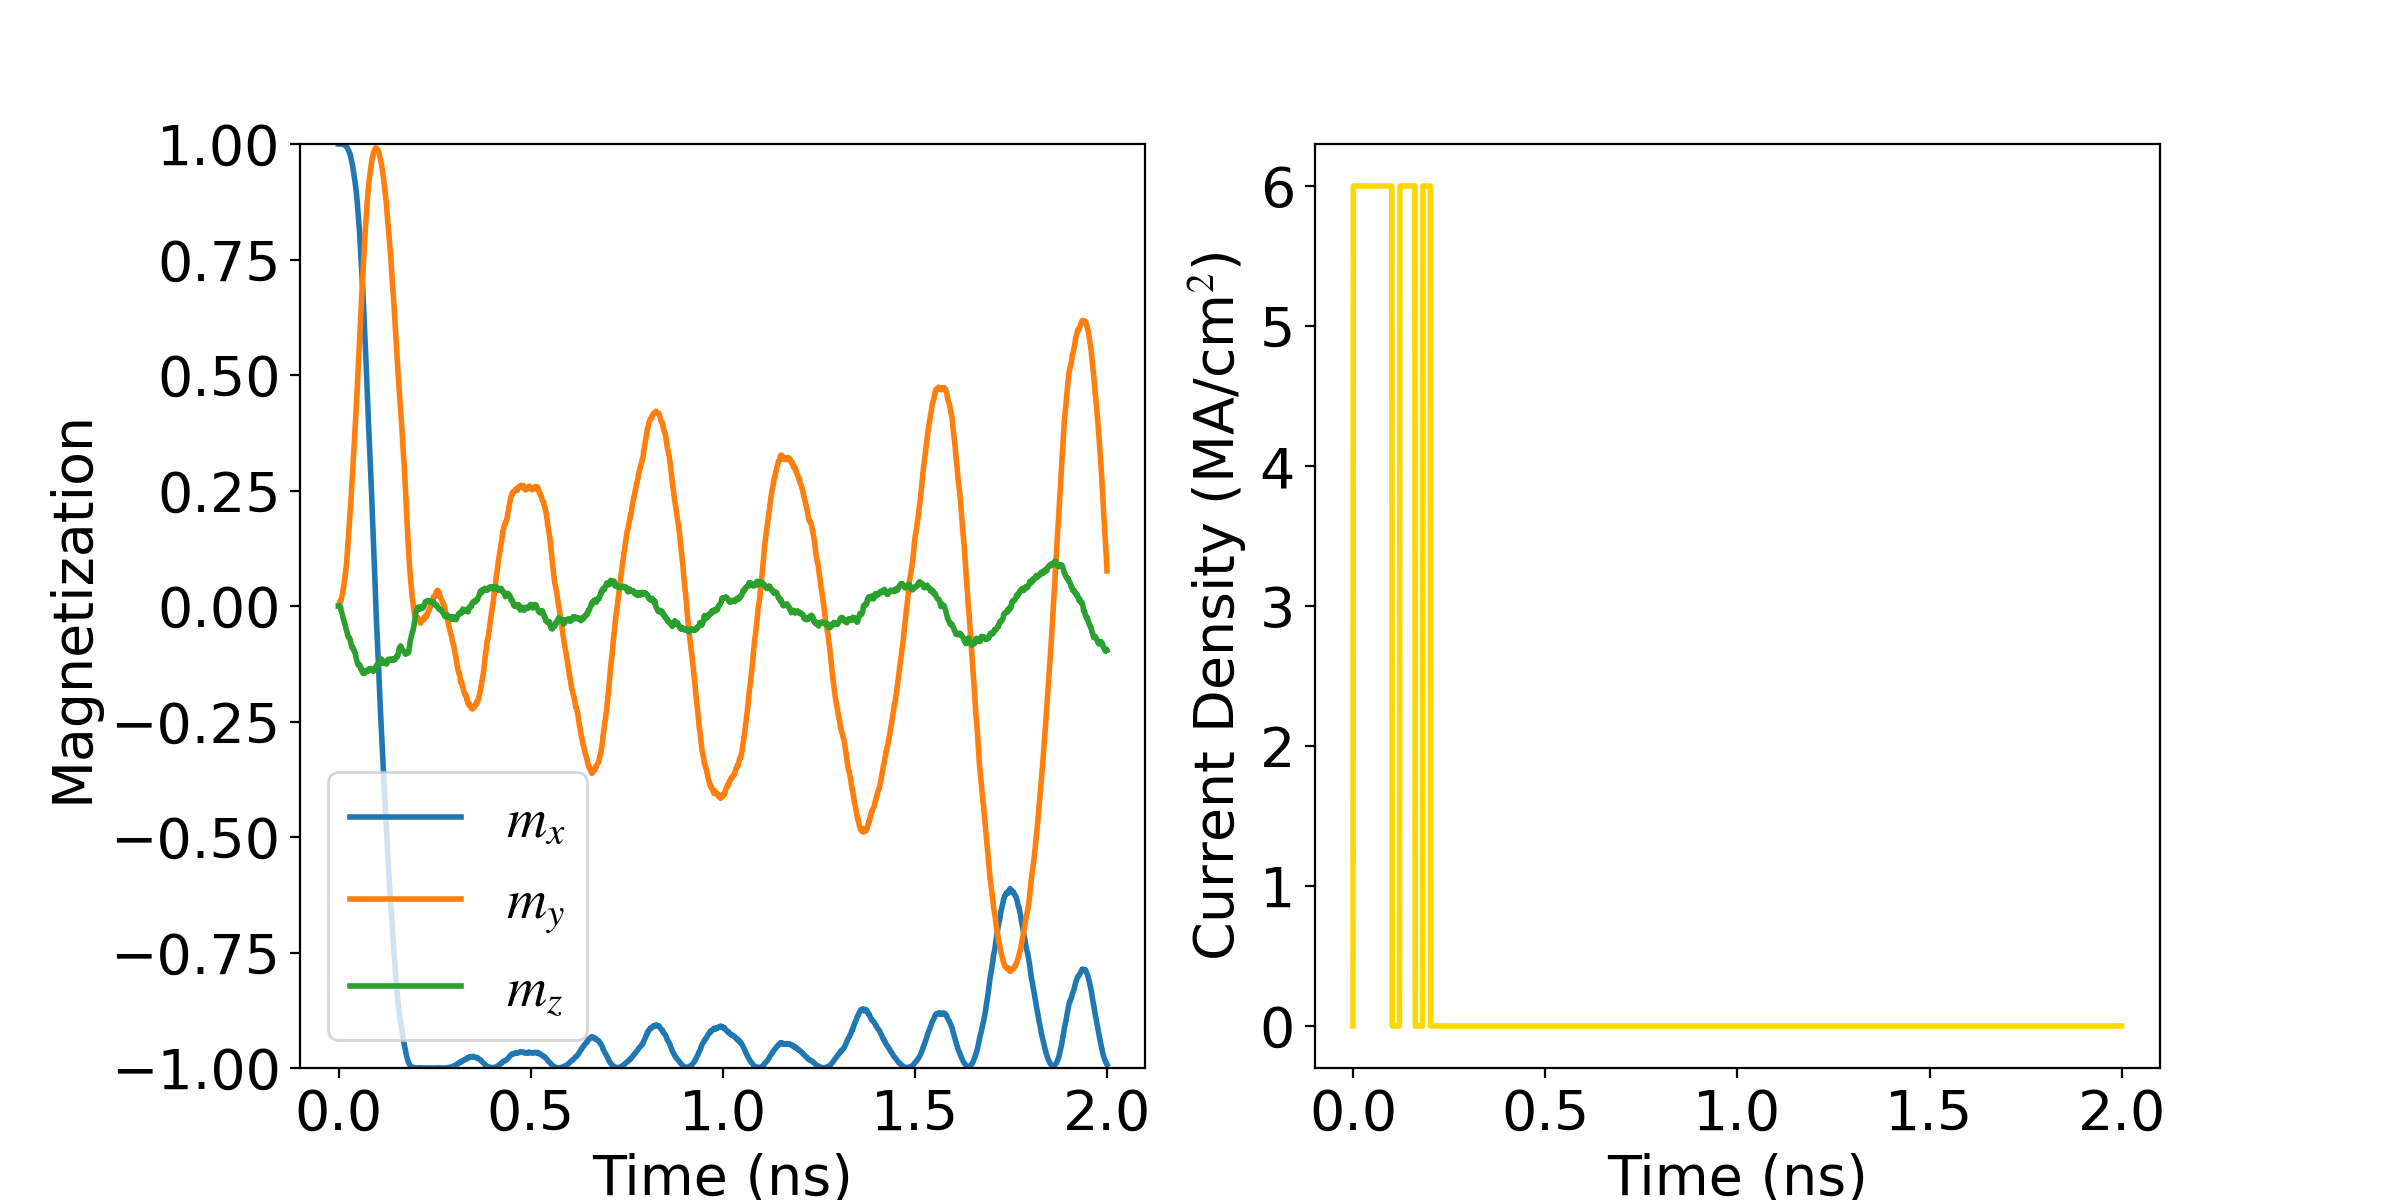 Magnetization
1.00
0.75
0.50
0.25
0.00
−0.25
−0.50
−0.75
−1.00
m_x
m_y
m_z
0.0 0.5 1.0 1.5 2.0
Time (ns)
Current Density (MA/cm²)
6
5
4
3
2
1
0
0.0 0.5 1.0 1.5 2.0
Time (ns)